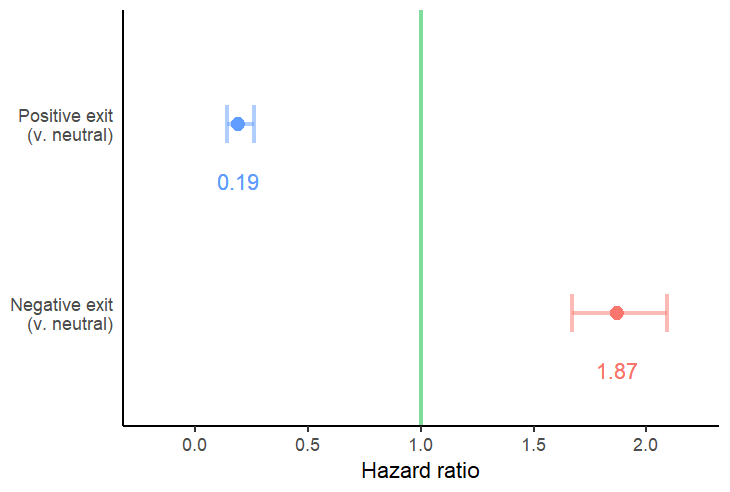 Positive exit
(v. neutral)
0.19
Negative exit
(v. neutral)
1.87
0.0 0.5 1.0 1.5 2.0
Hazard ratio